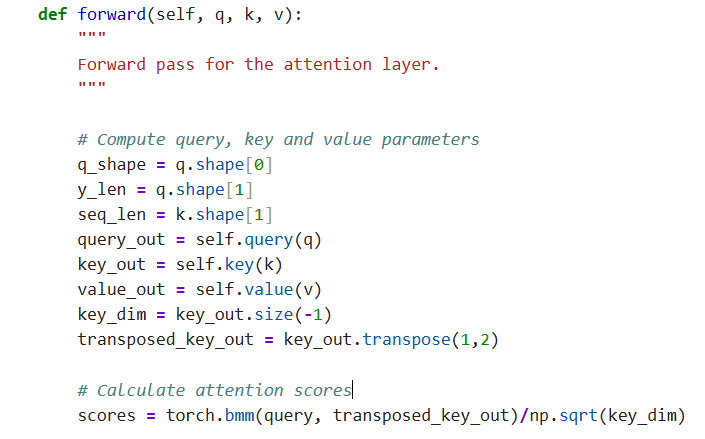 def forward(self, q, k, v):
"""
Forward pass for the attention layer.
"""
# Compute query, key and value parameters
q_shape = q.shape[0]
y_len = q.shape[1]
seq_len = k.shape[1]
query_out = self.query(q)
key_out = self.key(k)
value_out = self.value(v)
key_dim = key_out.size(-1)
transposed_key_out = key_out.transpose(1,2)
# Calculate attention scores
scores = torch.bmm(query, transposed_key_out)/np.sqrt(key_dim)